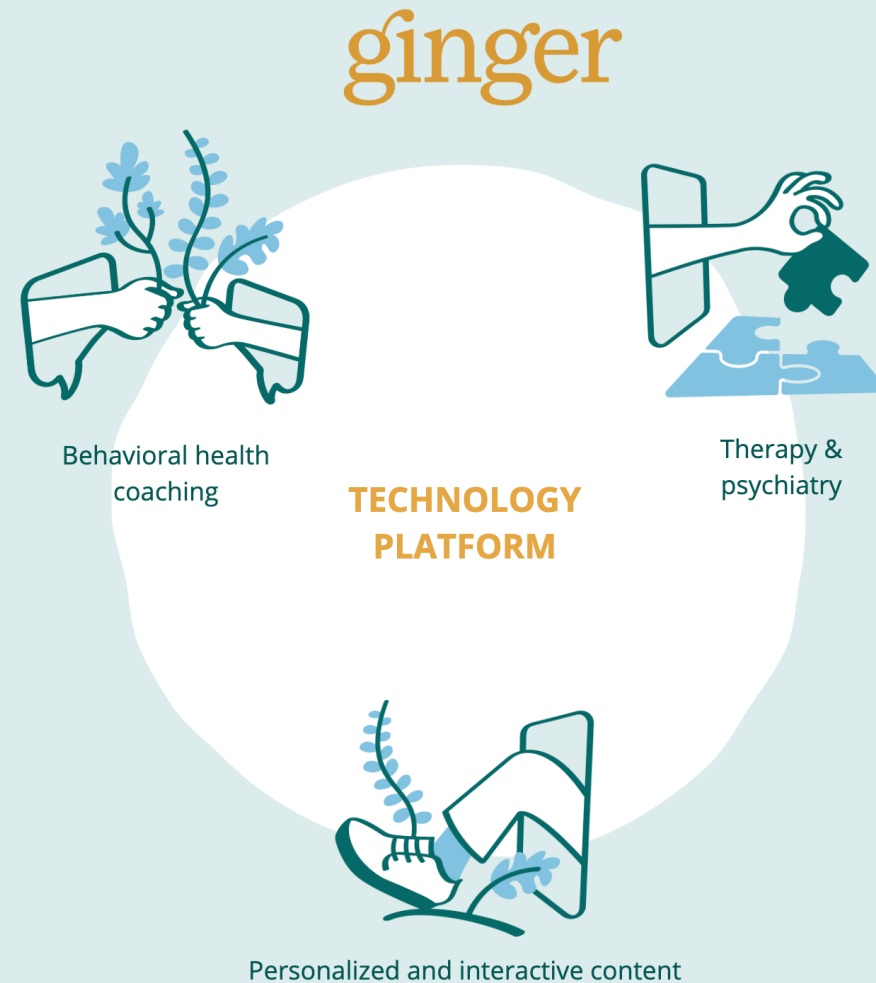 ginger
Behavioral health
coaching
Therapy &
psychiatry
TECHNOLOGY
PLATFORM
Personalized and interactive content